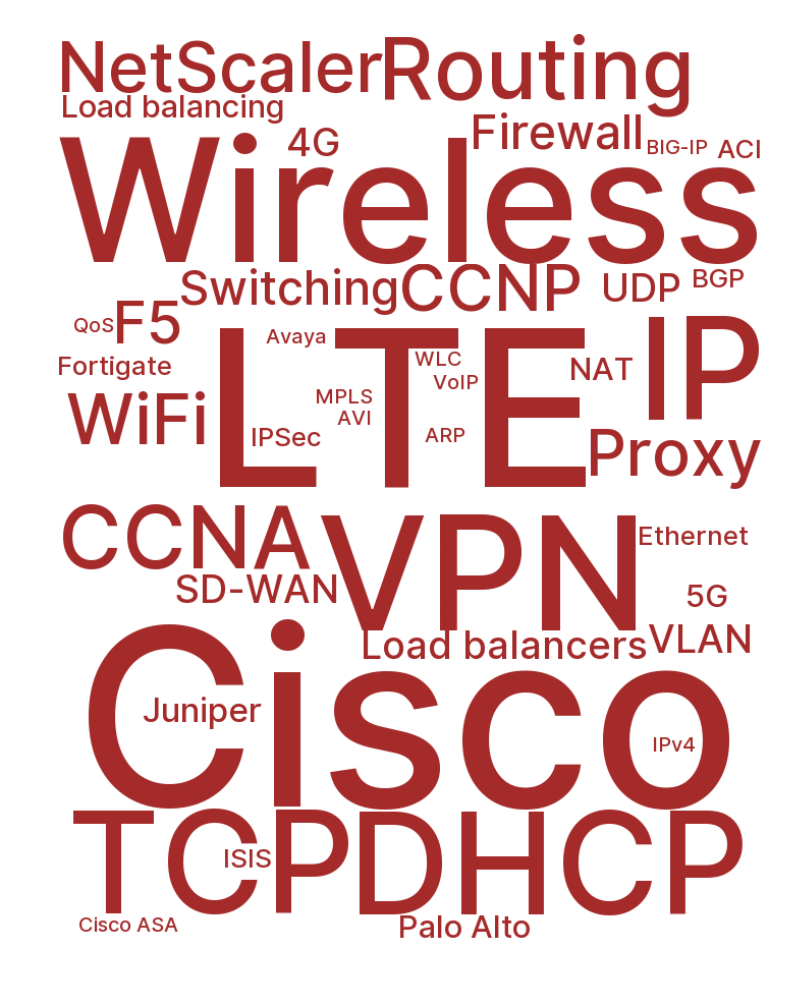 NetScaler
Routing
Load balancing
4G
Firewall
BIG-IP
ACI
Wireless
Switching
CCNP
UDP
BGP
QoS
F5
Avaya
LTE
IP
Fortigate
WLC
VoIP
NAT
WiFi
MPLS
AVI
IPSec
ARP
Proxy
CCNA
VPN
Ethernet
SD-WAN
5G
Load balancers
VLAN
Cisco
Juniper
IPv4
TCP
DHCP
ISIS
Cisco ASA
Palo Alto